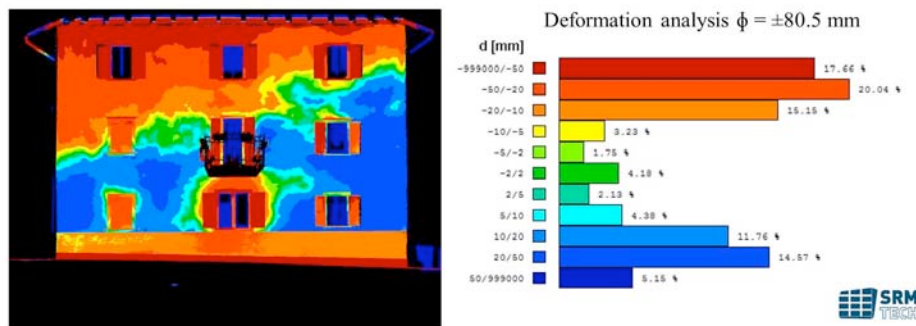 Deformation analysis ϕ = ±80.5 mm
d [mm]
-999000/-50 17.66 %
-50/-20 20.04 %
-20/-10 15.15 %
-10/-5 3.23 %
-5/-2 1.75 %
-2/2 4.18 %
2/5 2.13 %
5/10 4.38 %
10/20 11.76 %
20/50 14.57 %
50/999000 5.15 %
SRM
TECH